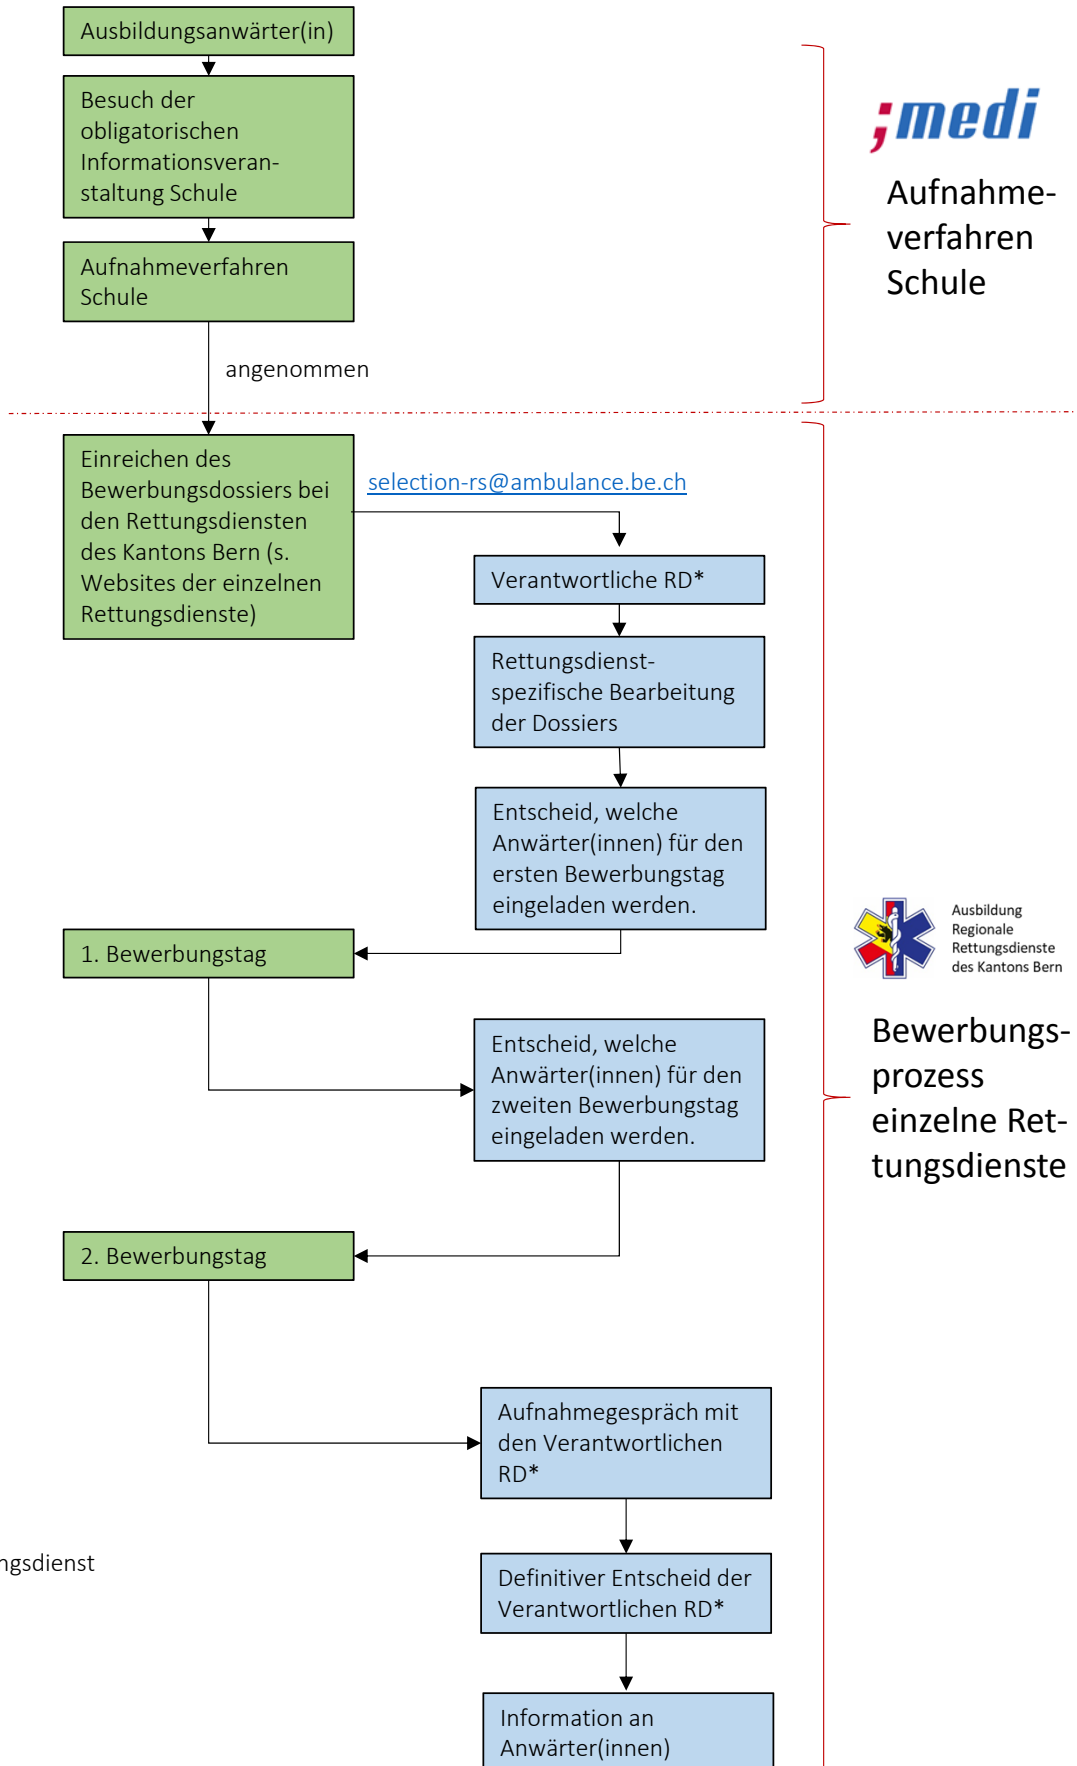 Ausbildungsanwärter(in)
Besuch der
obligatorischen
Informationsveran-
staltung Schule
Aufnahmeverfahren
Schule
angenommen
;medi
Aufnahme-
verfahren
Schule
Einreichen des
Bewerbungsdossiers bei
den Rettungsdiensten
des Kantons Bern (s.
Websites der einzelnen
Rettungsdienste)
selection-rs@ambulance.be.ch
Verantwortliche RD*
Rettungsdienst-
spezifische Bearbeitung
der Dossiers
Entscheid, welche
Anwärter(innen) für den
ersten Bewerbungstag
eingeladen werden.
1. Bewerbungstag
Entscheid, welche
Anwärter(innen) für den
zweiten Bewerbungstag
eingeladen werden.
2. Bewerbungstag
Aufnahmegespräch mit
den Verantwortlichen
RD*
Definitiver Entscheid der
Verantwortlichen RD*
Information an
Anwärter(innen)
Ausbildung
Regionale
Rettungsdienste
des Kantons Bern
Bewerbungs-
prozess
einzelne Ret-
tungsdienste
ngsdienst